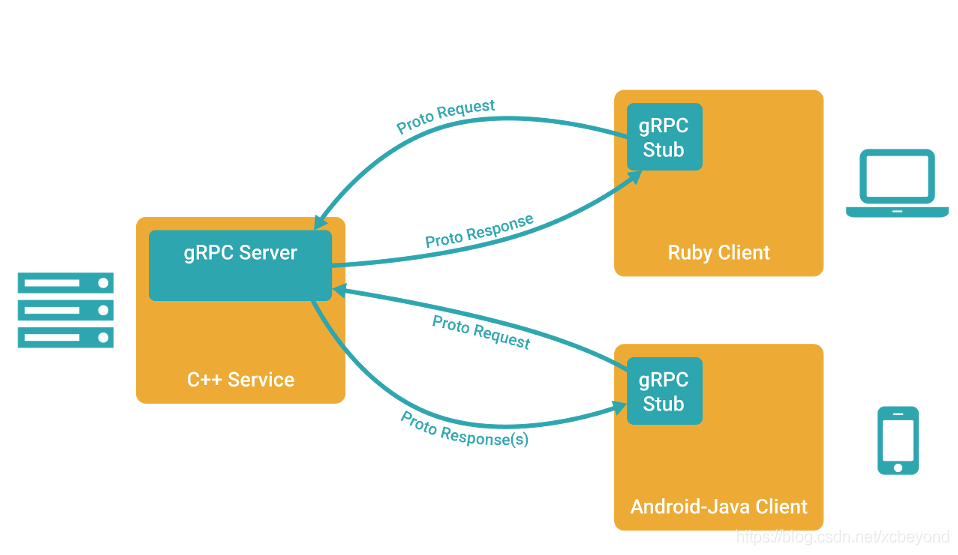 Proto Request
gRPC
Stub
Proto Response
Ruby Client
gRPC Server
C++ Service
Proto Request
gRPC
Stub
Proto Response(s)
Android-Java Client
https://blog.csdn.net/xcbeyond